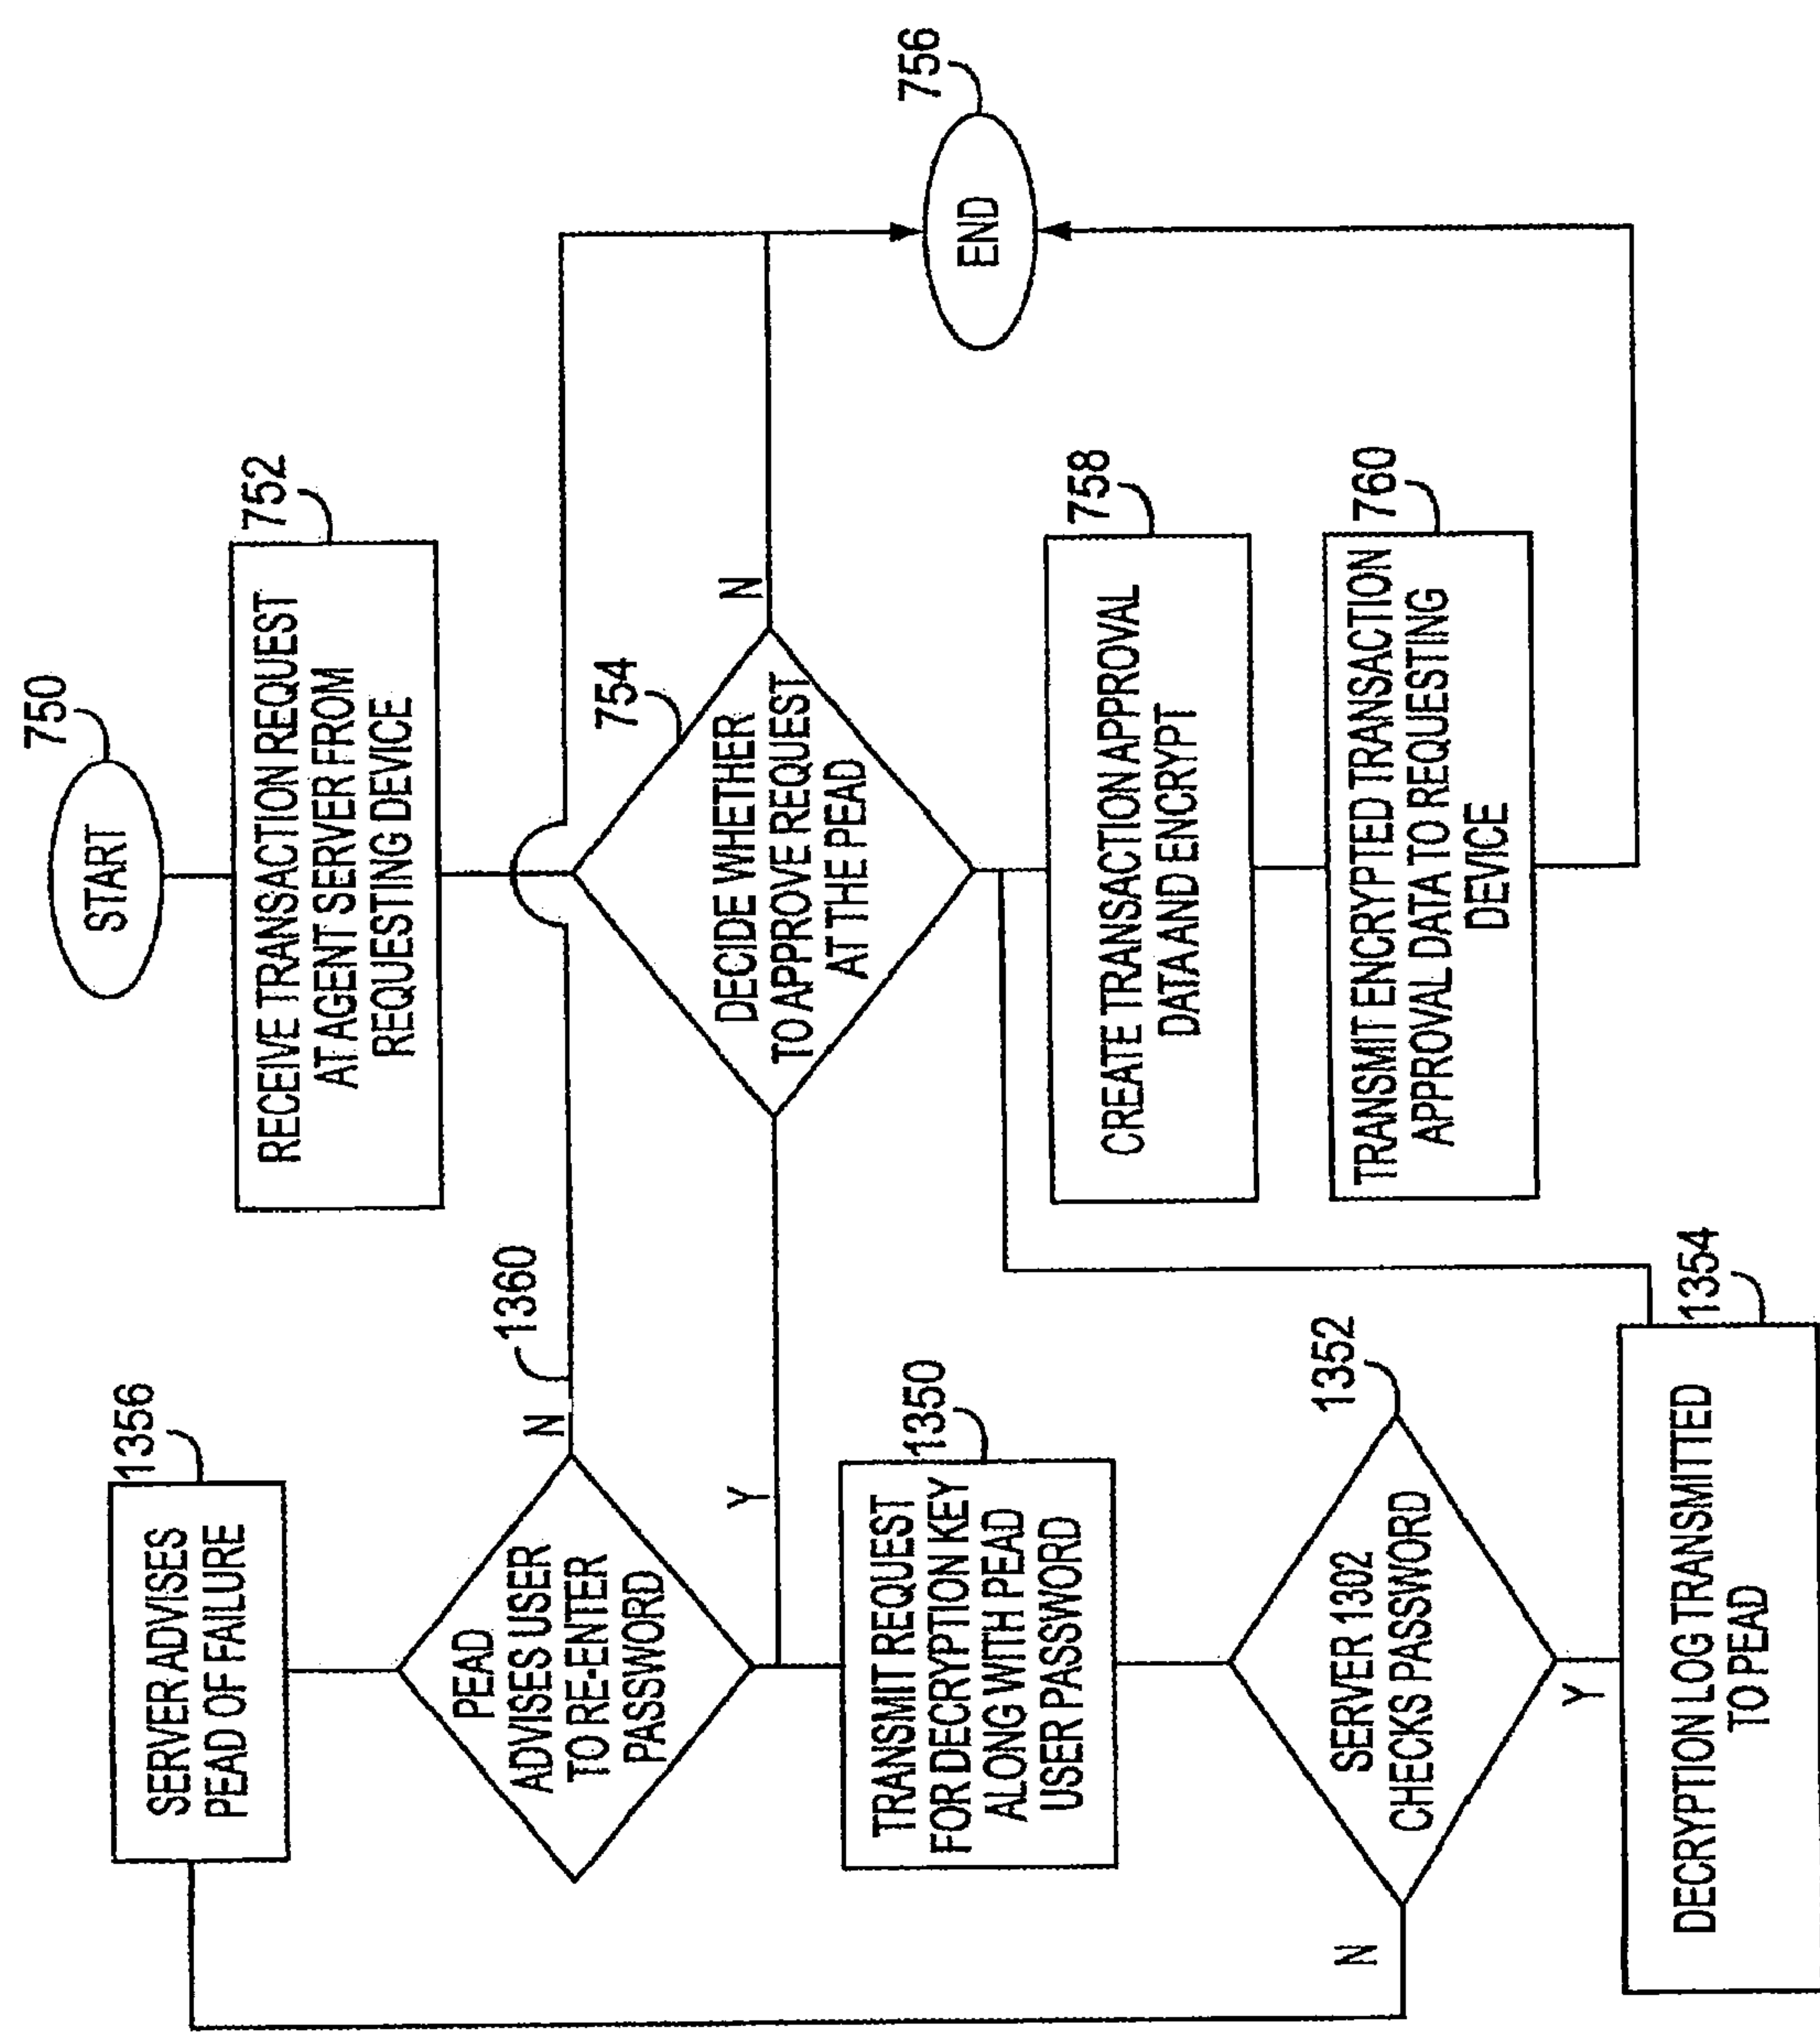 750
START
752
RECEIVE TRANSACTION REQUEST
AT AGENT SERVER FROM
REQUESTING DEVICE
754
DECIDE WHETHER
TO APPROVE REQUEST
AT THE PEAD
N
Y
756
END
758
CREATE TRANSACTION APPROVAL
DATA AND ENCRYPT
760
TRANSMIT ENCRYPTED TRANSACTION
APPROVAL DATA TO REQUESTING
DEVICE
1356
SERVER ADVISES
PEAD OF FAILURE
1360
N
PEAD
ADVISES USER
TO RE-ENTER
PASSWORD
1350
TRANSMIT REQUEST
FOR DECRYPTION KEY
ALONG WITH PEAD
USER PASSWORD
1352
SERVER 1302
CHECKS PASSWORD
N
Y
1354
DECRYPTION LOG TRANSMITTED
TO PEAD